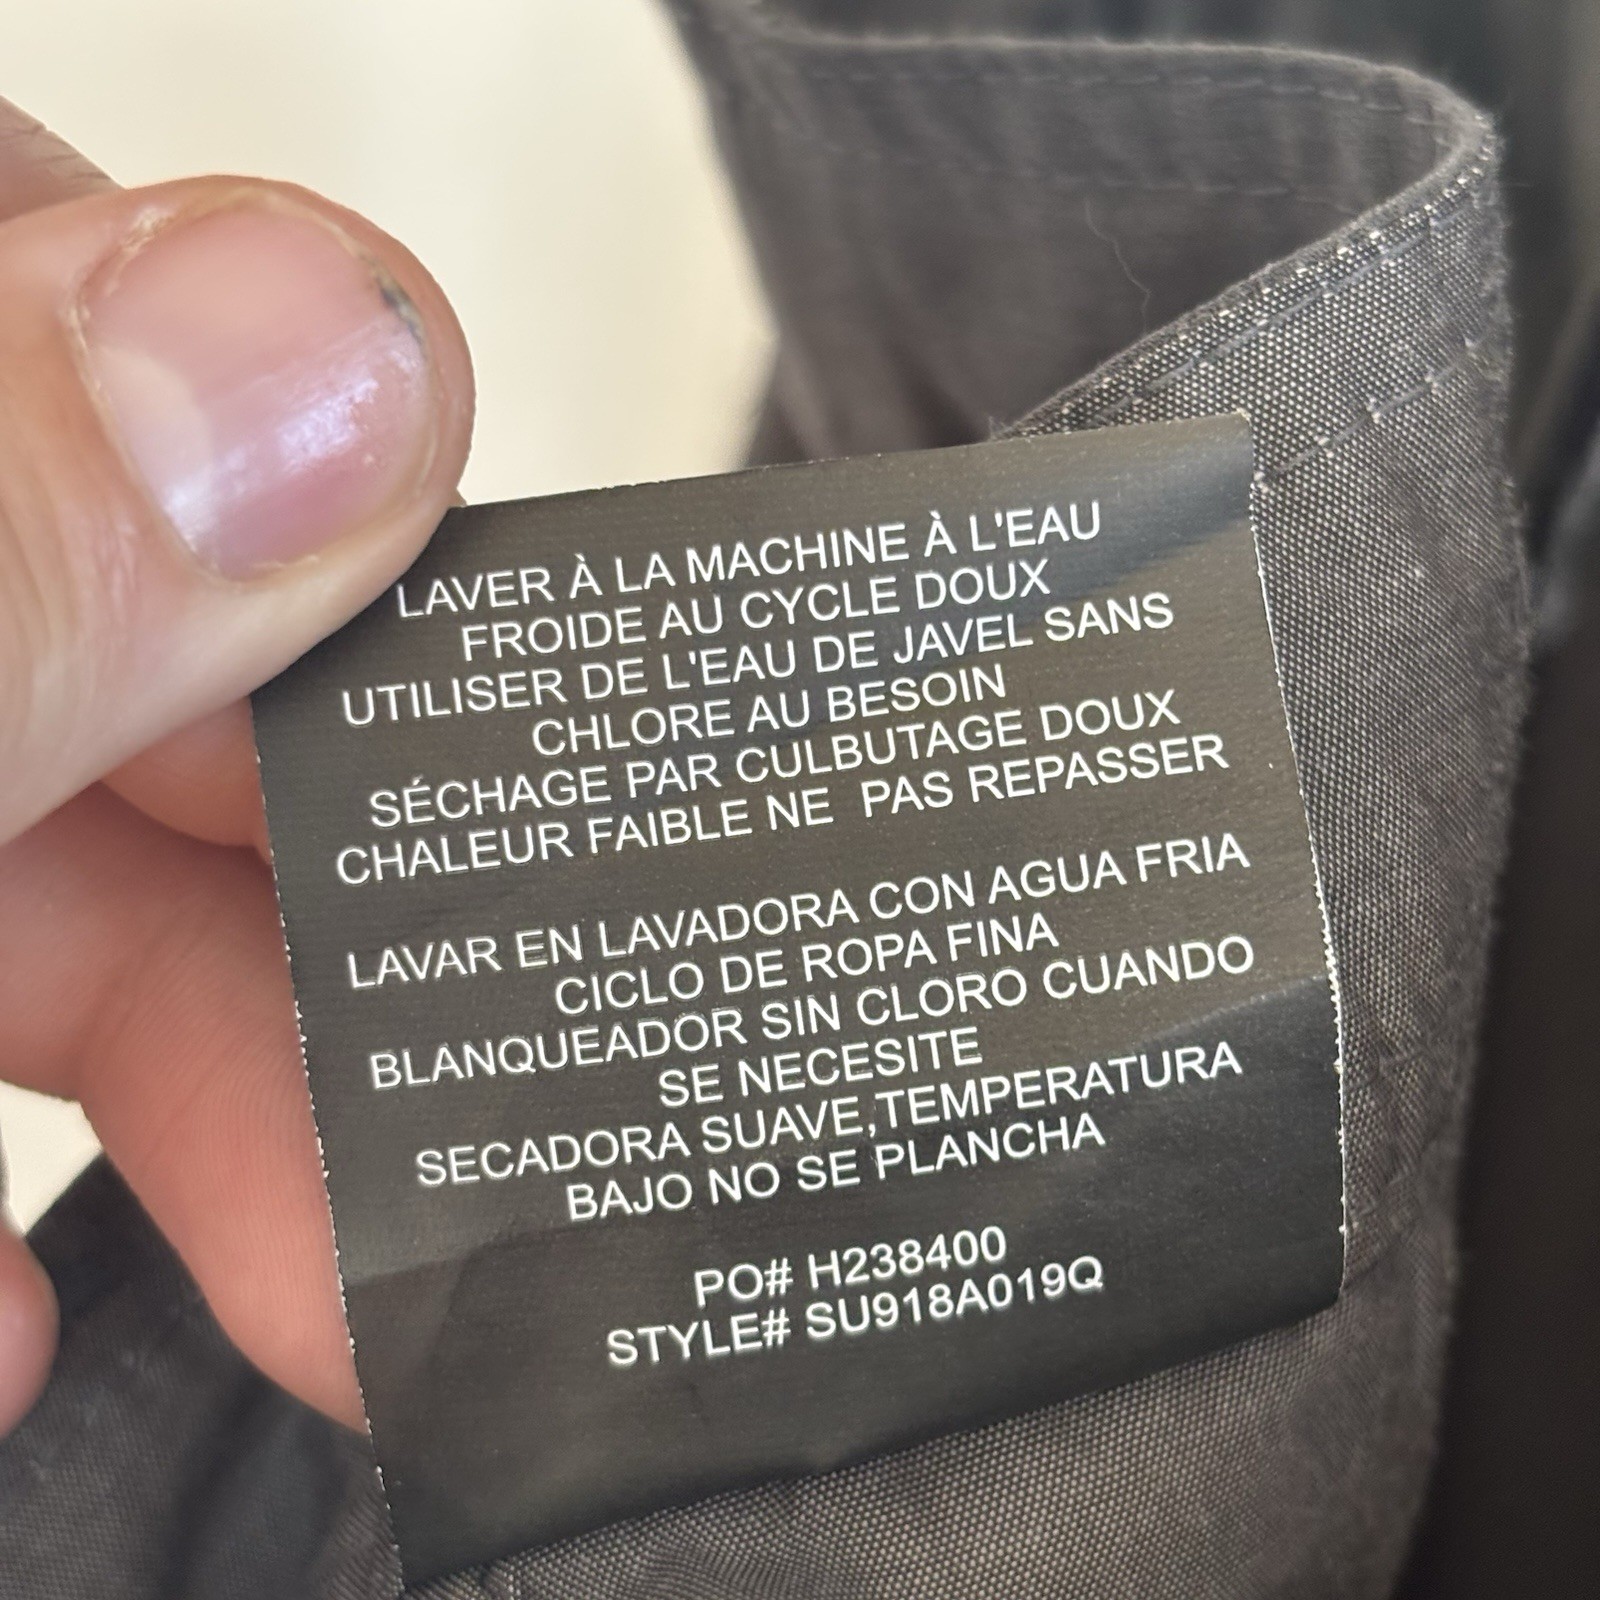 LAVER À LA MACHINE À L'EAU
FROIDE AU CYCLE DOUX
UTILISER DE L'EAU DE JAVEL SANS
CHLORE AU BESOIN
SÉCHAGE PAR CULBUTAGE DOUX
CHALEUR FAIBLE NE PAS REPASSER
LAVAR EN LAVADORA CON AGUA FRIA
CICLO DE ROPA FINA
BLANQUEADOR SIN CLORO CUANDO
SE NECESITE
SECADORA SUAVE,TEMPERATURA
BAJO NO SE PLANCHA
PO# H238400
STYLE# SU918A019Q